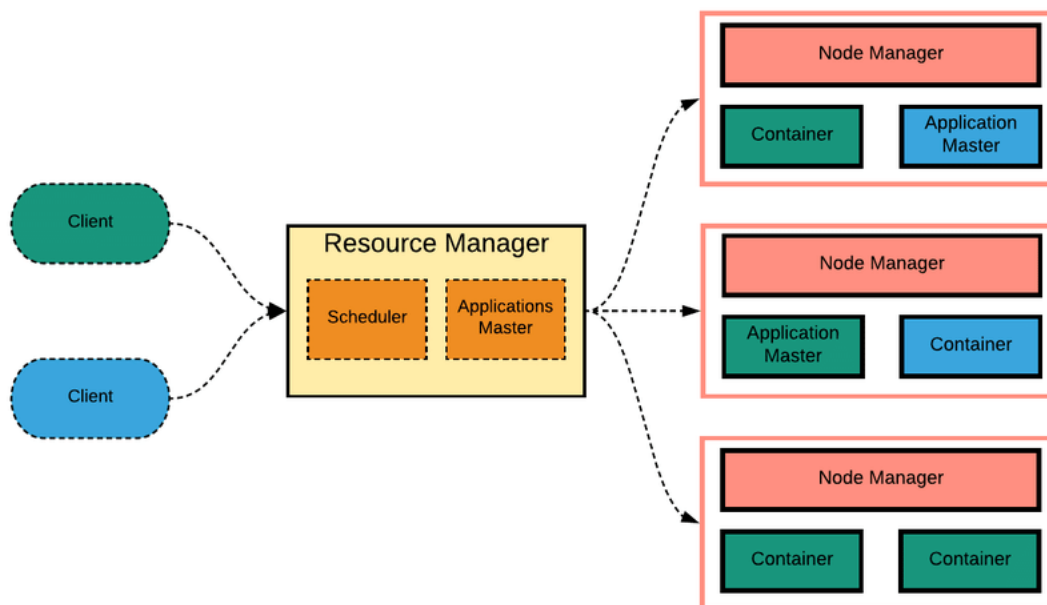 Client
Client
Resource Manager
Scheduler
Applications
Master
Node Manager
Container
Application
Master
Node Manager
Application
Master
Container
Node Manager
Container
Container